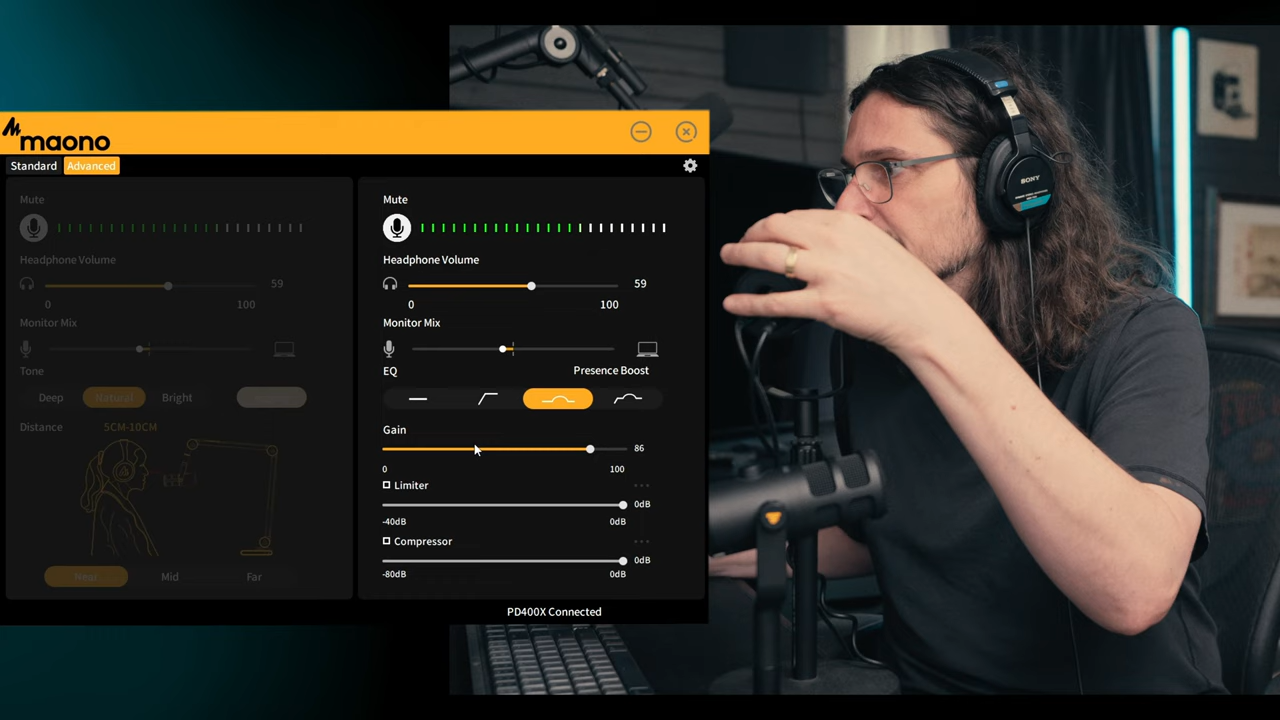 maono
Standard Advanced
Mute
Headphone Volume
59
0 100
Monitor Mix
Tone
Deep Natural Bright
Distance 5CM-10CM
Near Mid Far
Mute
Headphone Volume
59
0 100
Monitor Mix
EQ Presence Boost
Gain
86
0 100
Limiter
0dB
-40dB 0dB
Compressor
0dB
-80dB 0dB
PD400X Connected
SONY